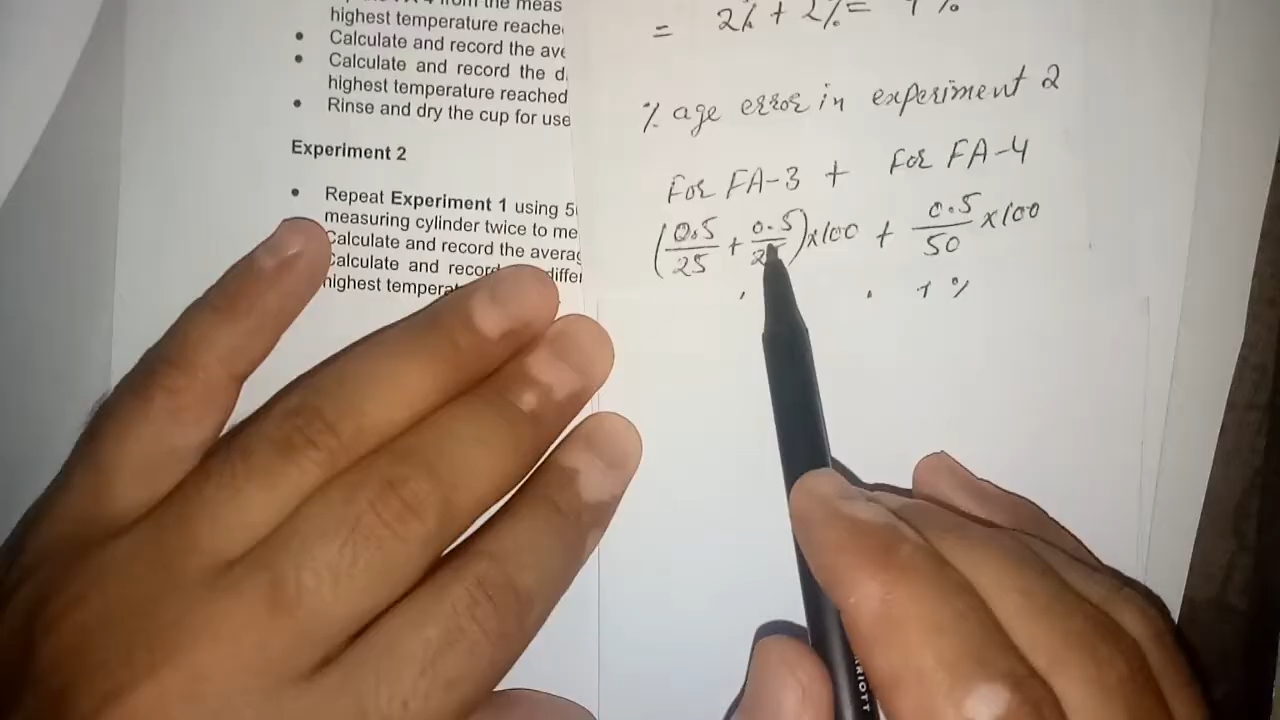 highest temperature reache
Calculate and record the ave
Calculate and record the d
highest temperature reached
Rinse and dry the cup for use
Experiment 2
Repeat Experiment 1 using 5
measuring cylinder twice to me
Calculate and record the averag
Calculate and record differ
highest tempera
= 2% + 2% =
% age error in experiment 2
For FA-3 + For FA-4
(0.5/25 + 0.5/25)×100 + 0.5/50 ×100